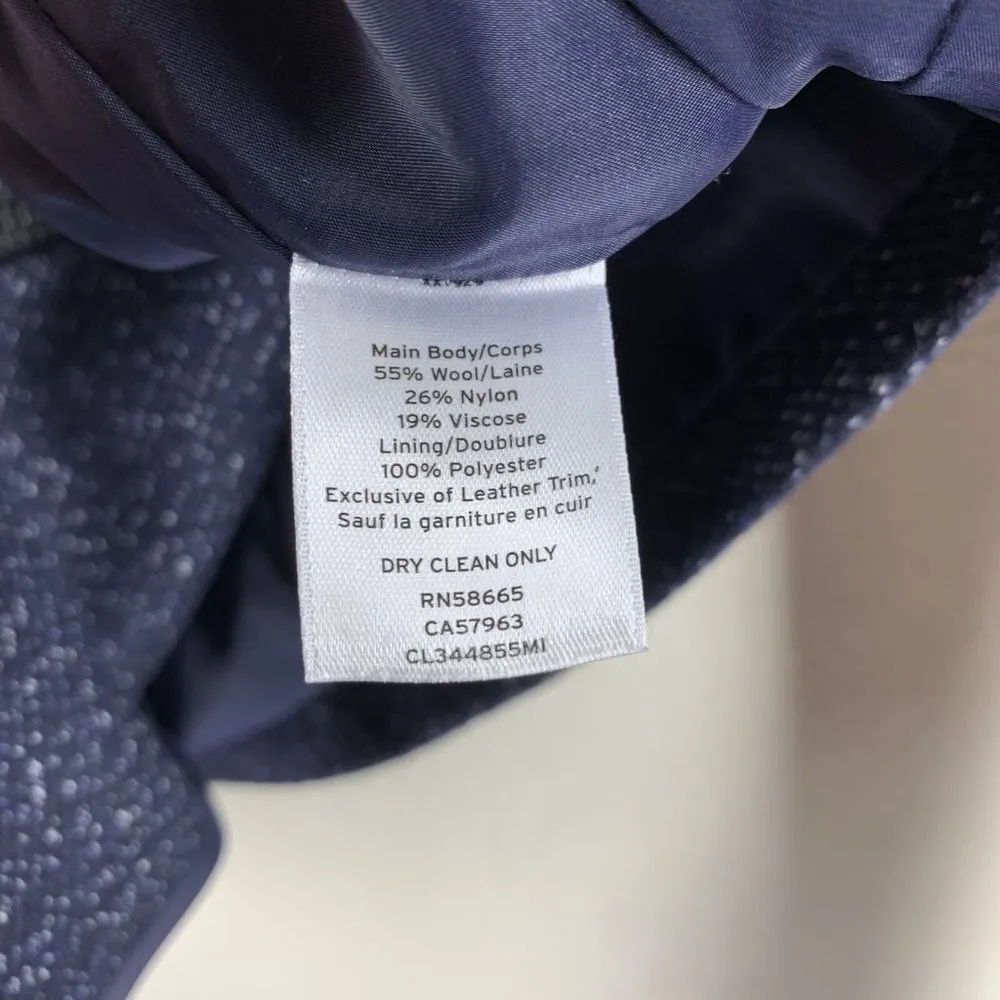 Main Body/Corps
55% Wool/Laine
26% Nylon
19% Viscose
Lining/Doublure
100% Polyester
Exclusive of Leather Trim,'
Sauf la garniture en cuir
DRY CLEAN ONLY
RN58665
CA57963
CL344855MI